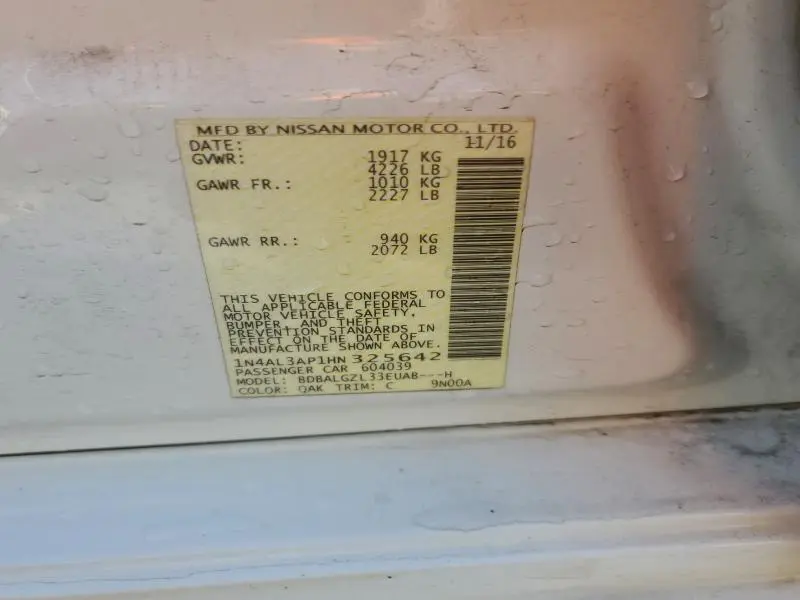 MFD BY NISSAN MOTOR CO., LTD.
DATE: 11/16
GVWR: 1917 KG
4226 LB
GAWR FR.: 1010 KG
2227 LB
GAWR RR.: 940 KG
2072 LB
THIS VEHICLE CONFORMS TO
ALL APPLICABLE FEDERAL
MOTOR VEHICLE SAFETY,
BUMPER, AND THEFT
PREVENTION STANDARDS IN
EFFECT ON THE DATE OF
MANUFACTURE SHOWN ABOVE.
1N4AL3AP1HN325642
PASSENGER CAR 604039
MODEL: BDBALGZL33EUAB---H
COLOR: QAK TRIM: C 9N00A